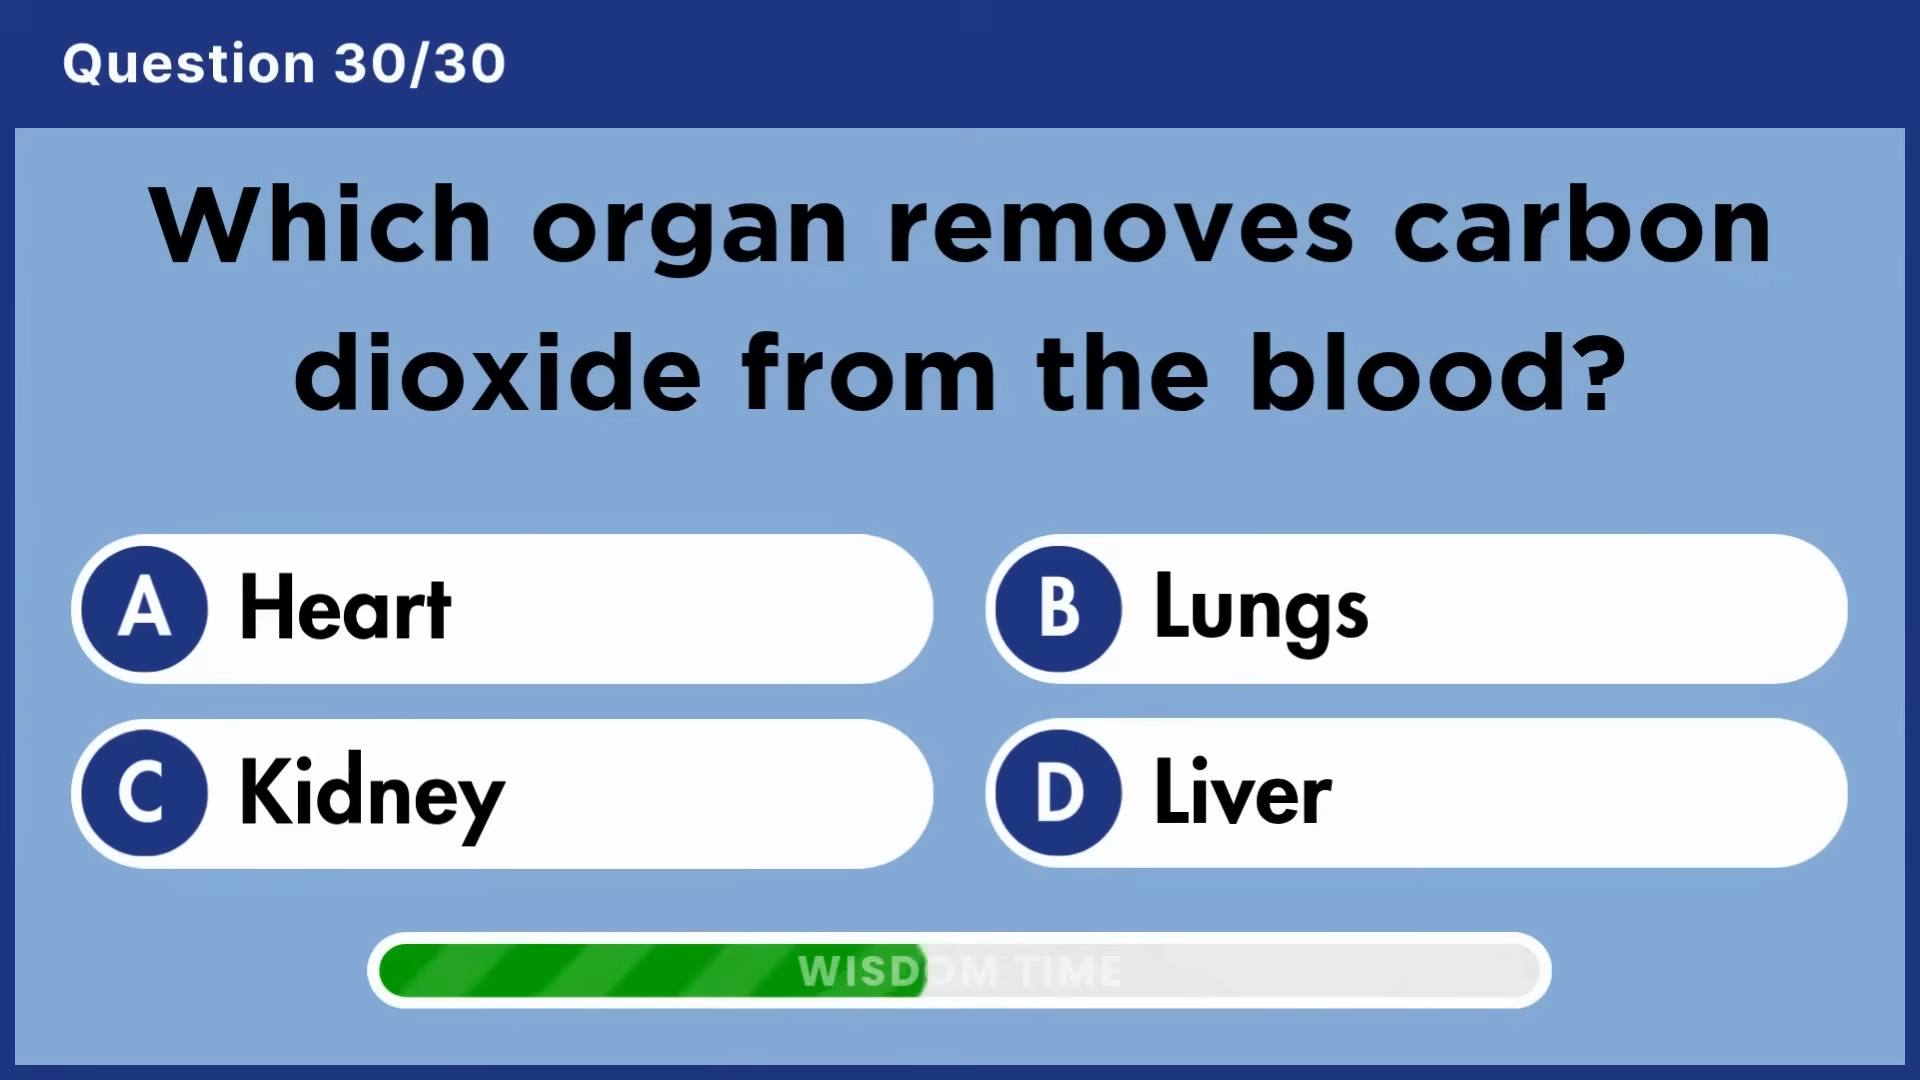 Question 30/30
Which organ removes carbon
dioxide from the blood?
A Heart
B Lungs
C Kidney
D Liver
WISDOM TIME